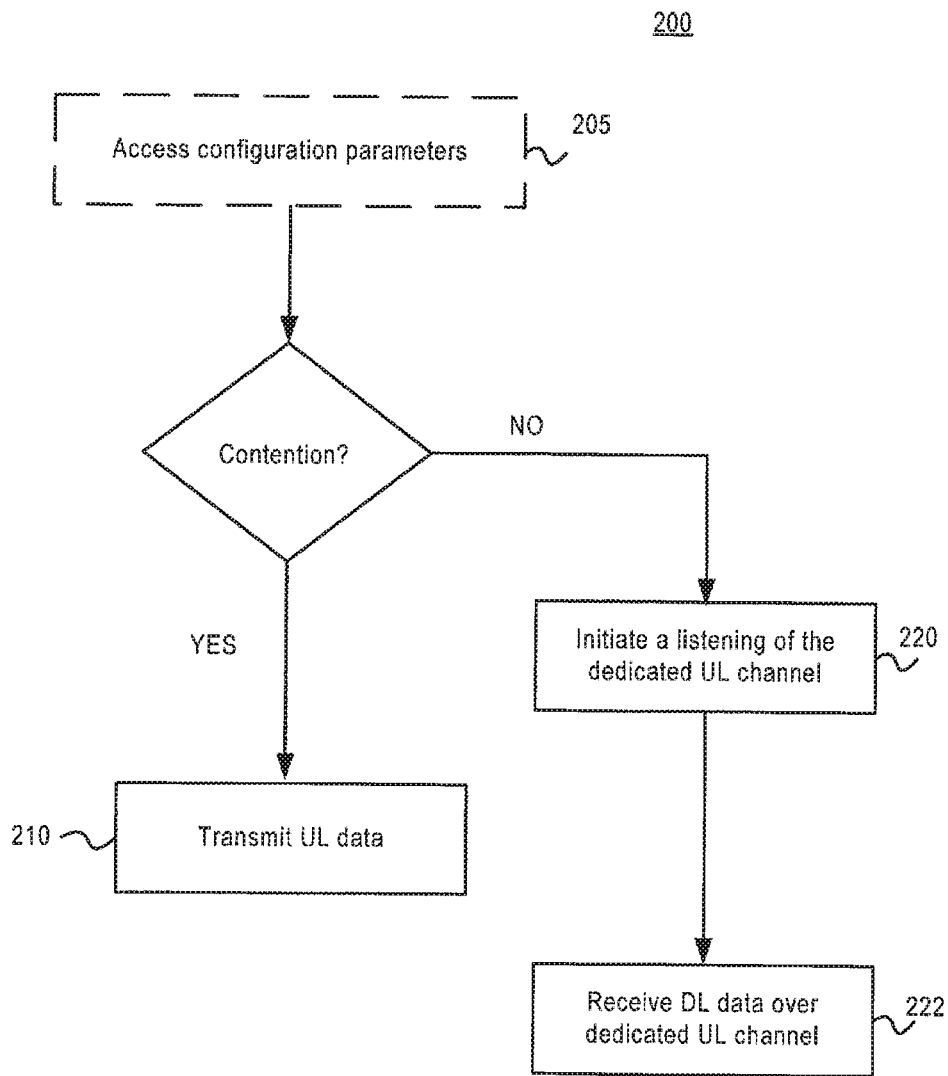 200
Access configuration parameters
205
Contention?
NO
YES
Initiate a listening of the
dedicated UL channel
220
210
Transmit UL data
Receive DL data over
dedicated UL channel
222